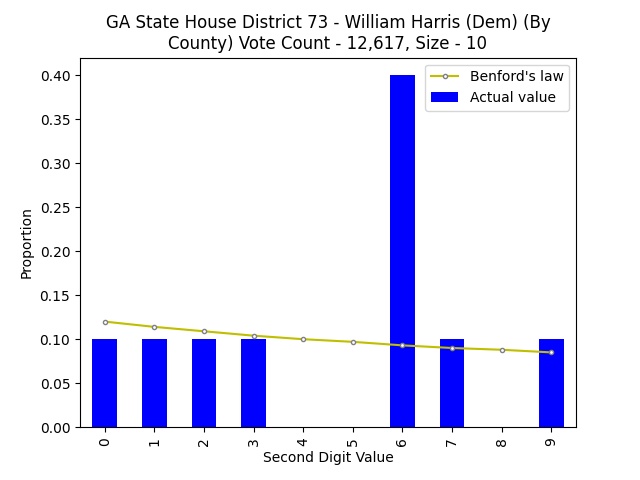 GA State House District 73 - William Harris (Dem) (By
County) Vote Count - 12,617, Size - 10
Benford's law
Actual value
0.40
0.35
0.30
0.25
0.20
0.15
0.10
0.05
0.00
Proportion
0 1 2 3 4 5 6 7 8 9
Second Digit Value